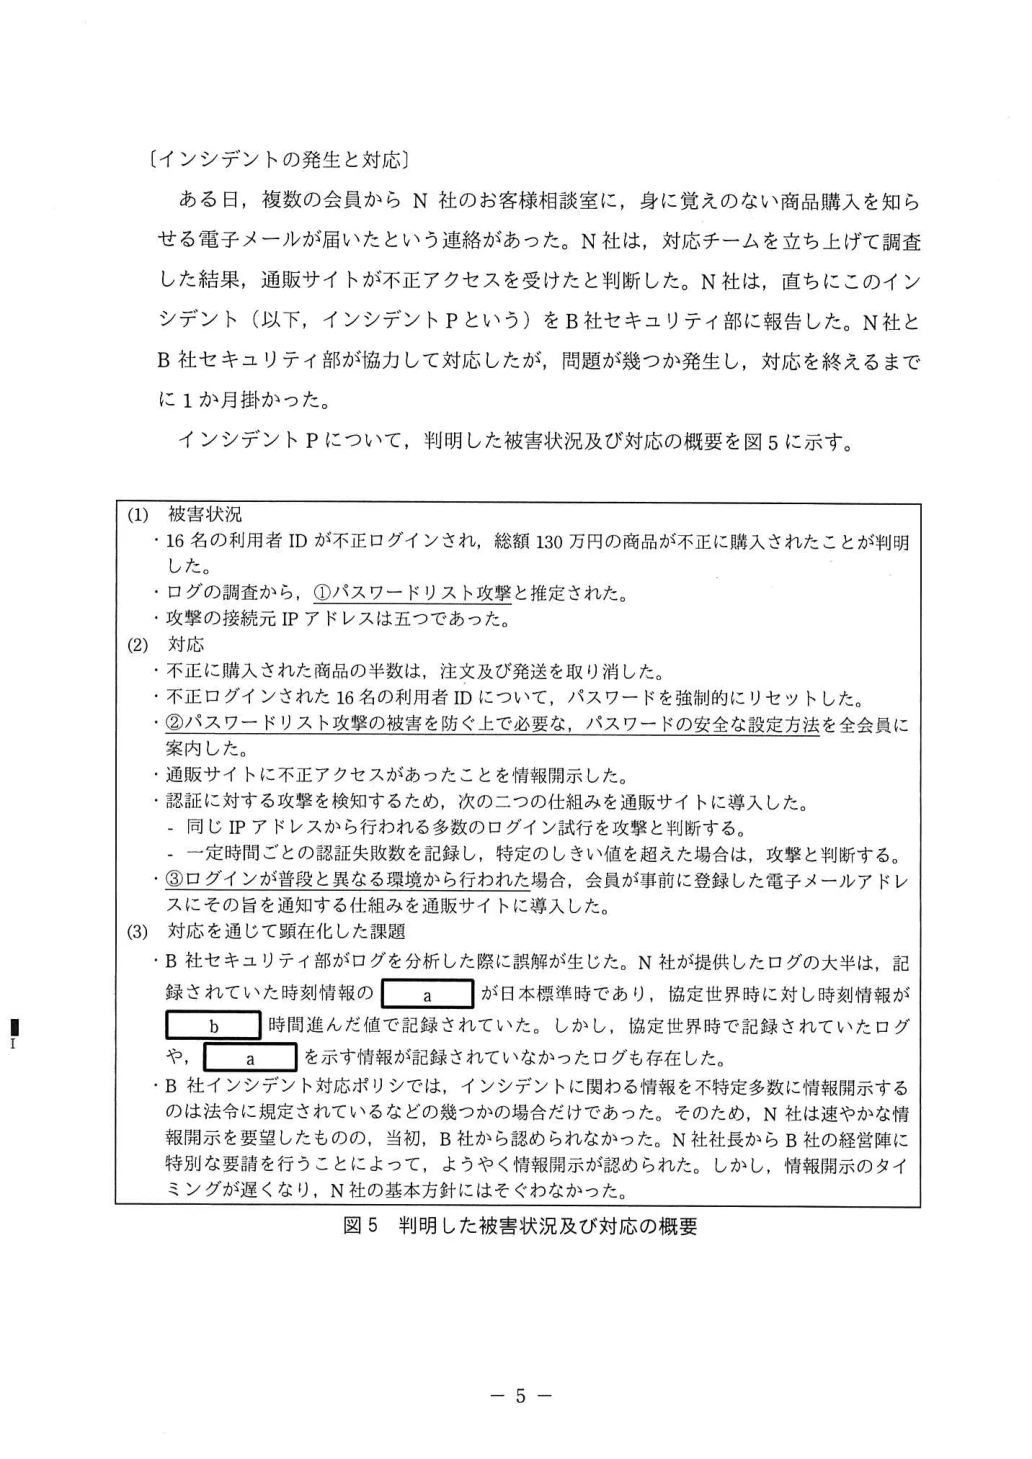 〔インシデントの発生と対応〕
ある日，複数の会員から N 社のお客様相談室に，身に覚えのない商品購入を知ら
せる電子メールが届いたという連絡があった。N 社は，対応チームを立ち上げて調査
した結果，通販サイトが不正アクセスを受けたと判断した。N 社は，直ちにこのイン
シデント（以下，インシデント P という）を B 社セキュリティ部に報告した。N 社と
B 社セキュリティ部が協力して対応したが，問題が幾つか発生し，対応を終えるまで
に 1 か月掛かった。
インシデント P について，判明した被害状況及び対応の概要を図 5 に示す。
(1) 被害状況
・16 名の利用者 ID が不正ログインされ，総額 130 万円の商品が不正に購入されたことが判明
した。
・ログの調査から，①パスワードリスト攻撃と推定された。
・攻撃の接続元 IP アドレスは五つであった。
(2) 対応
・不正に購入された商品の半数は，注文及び発送を取り消した。
・不正ログインされた 16 名の利用者 ID について，パスワードを強制的にリセットした。
・②パスワードリスト攻撃の被害を防ぐ上で必要な，パスワードの安全な設定方法を全会員に
案内した。
・通販サイトに不正アクセスがあったことを情報開示した。
・認証に対する攻撃を検知するため，次の二つの仕組みを通販サイトに導入した。
- 同じ IP アドレスから行われる多数のログイン試行を攻撃と判断する。
- 一定時間ごとの認証失敗数を記録し，特定のしきい値を超えた場合は，攻撃と判断する。
・③ログインが普段と異なる環境から行われた場合，会員が事前に登録した電子メールアドレ
スにその旨を通知する仕組みを通販サイトに導入した。
(3) 対応を通じて顕在化した課題
・B 社セキュリティ部がログを分析した際に誤解が生じた。N 社が提供したログの大半は，記
録されていた時刻情報の a が日本標準時であり，協定世界時に対し時刻情報が
b 時間進んだ値で記録されていた。しかし，協定世界時で記録されていたログ
や， a を示す情報が記録されていなかったログも存在した。
・B 社インシデント対応ポリシでは，インシデントに関わる情報を不特定多数に情報開示する
のは法令に規定されているなどの幾つかの場合だけであった。そのため，N 社は速やかな情
報開示を要望したものの，当初，B 社から認められなかった。N 社社長から B 社の経営陣に
特別な要請を行うことによって，ようやく情報開示が認められた。しかし，情報開示のタイ
ミングが遅くなり，N 社の基本方針にはそぐわなかった。
図 5 判明した被害状況及び対応の概要
I
－ 5 －